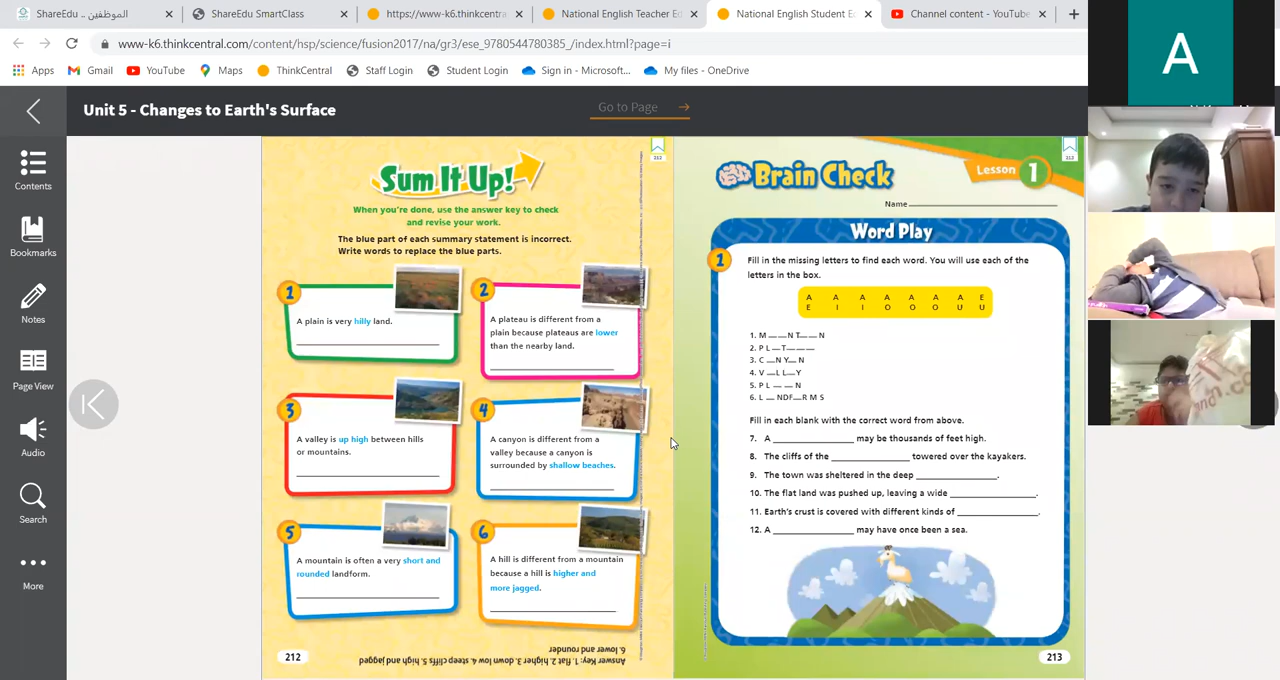 ShareEdu .. الموظفين
ShareEdu SmartClass
https://www-k6.thinkcentra
National English Teacher Ed
National English Student Ed
Channel content - YouTube
www-k6.thinkcentral.com/content/hsp/science/fusion2017/na/gr3/ese_9780544780385_/index.html?page=i
Apps
Gmail
YouTube
Maps
ThinkCentral
Staff Login
Student Login
Sign in - Microsoft...
My files - OneDrive
Unit 5 - Changes to Earth's Surface
Go to Page
Contents
Bookmarks
Notes
Page View
Audio
Search
More
Sum It Up!
When you're done, use the answer key to check
and revise your work.
The blue part of each summary statement is incorrect.
Write words to replace the blue parts.
1
A plain is very hilly land.
2
A plateau is different from a
plain because plateaus are lower
than the nearby land.
3
A valley is up high between hills
or mountains.
4
A canyon is different from a
valley because a canyon is
surrounded by shallow beaches.
5
A mountain is often a very short and
rounded landform.
6
A hill is different from a mountain
because a hill is higher and
more jagged.
Answer Key: 1. flat 2. higher 3. down low 4. steep cliffs 5. high and jagged
6. lower and rounder
212
212
Brain Check
Lesson 1
212
Name
Word Play
1
Fill in the missing letters to find each word. You will use each of the
letters in the box.
A A A A A A A E
E I I O O O U U
1. M __ __ N T __ __ N
2. P L __ T __ __ __
3. C __ N Y __ N
4. V __ L L __ Y
5. P L __ __ N
6. L __ N D F __ R M S
Fill in each blank with the correct word from above.
7. A ______________ may be thousands of feet high.
8. The cliffs of the ______________ towered over the kayakers.
9. The town was sheltered in the deep ______________.
10. The flat land was pushed up, leaving a wide ______________.
11. Earth's crust is covered with different kinds of ______________.
12. A ______________ may have once been a sea.
213
A